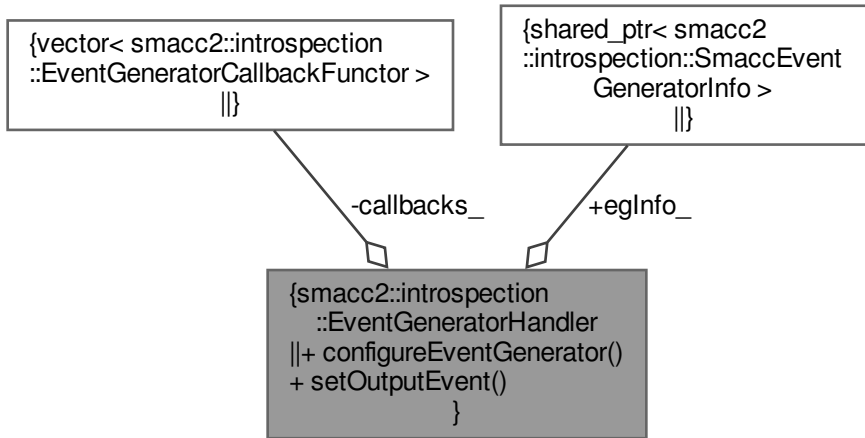 {vector< smacc2::introspection
::EventGeneratorCallbackFunctor >
||}
{shared_ptr< smacc2
::introspection::SmaccEvent
GeneratorInfo >
||}
-callbacks_
+egInfo_
{smacc2::introspection
::EventGeneratorHandler
||+ configureEventGenerator()
+ setOutputEvent()
}